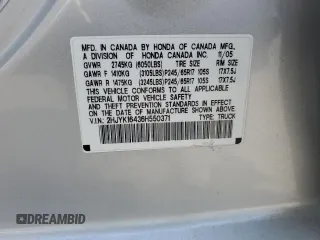 MFD. IN CANADA BY HONDA OF CANADA MFG.,
A DIVISION OF HONDA CANADA INC. 11/05
GVWR 2745KG (6050LBS) TIRE SIZE RIM SIZE
GAWR F 1410KG (3105LBS) P245/65R17 105S 17X7.5J
GAWR R 1475KG (3245LBS) P245/65R17 105S 17X7.5J
THIS VEHICLE CONFORMS TO ALL APPLICABLE
FEDERAL MOTOR VEHICLE SAFETY STANDARDS IN
EFFECT ON THE DATE OF MANUFACTURE SHOWN ABOVE.
V.I.N.: 2HJYK16436H550371 TYPE: TRUCK
DREAMBID